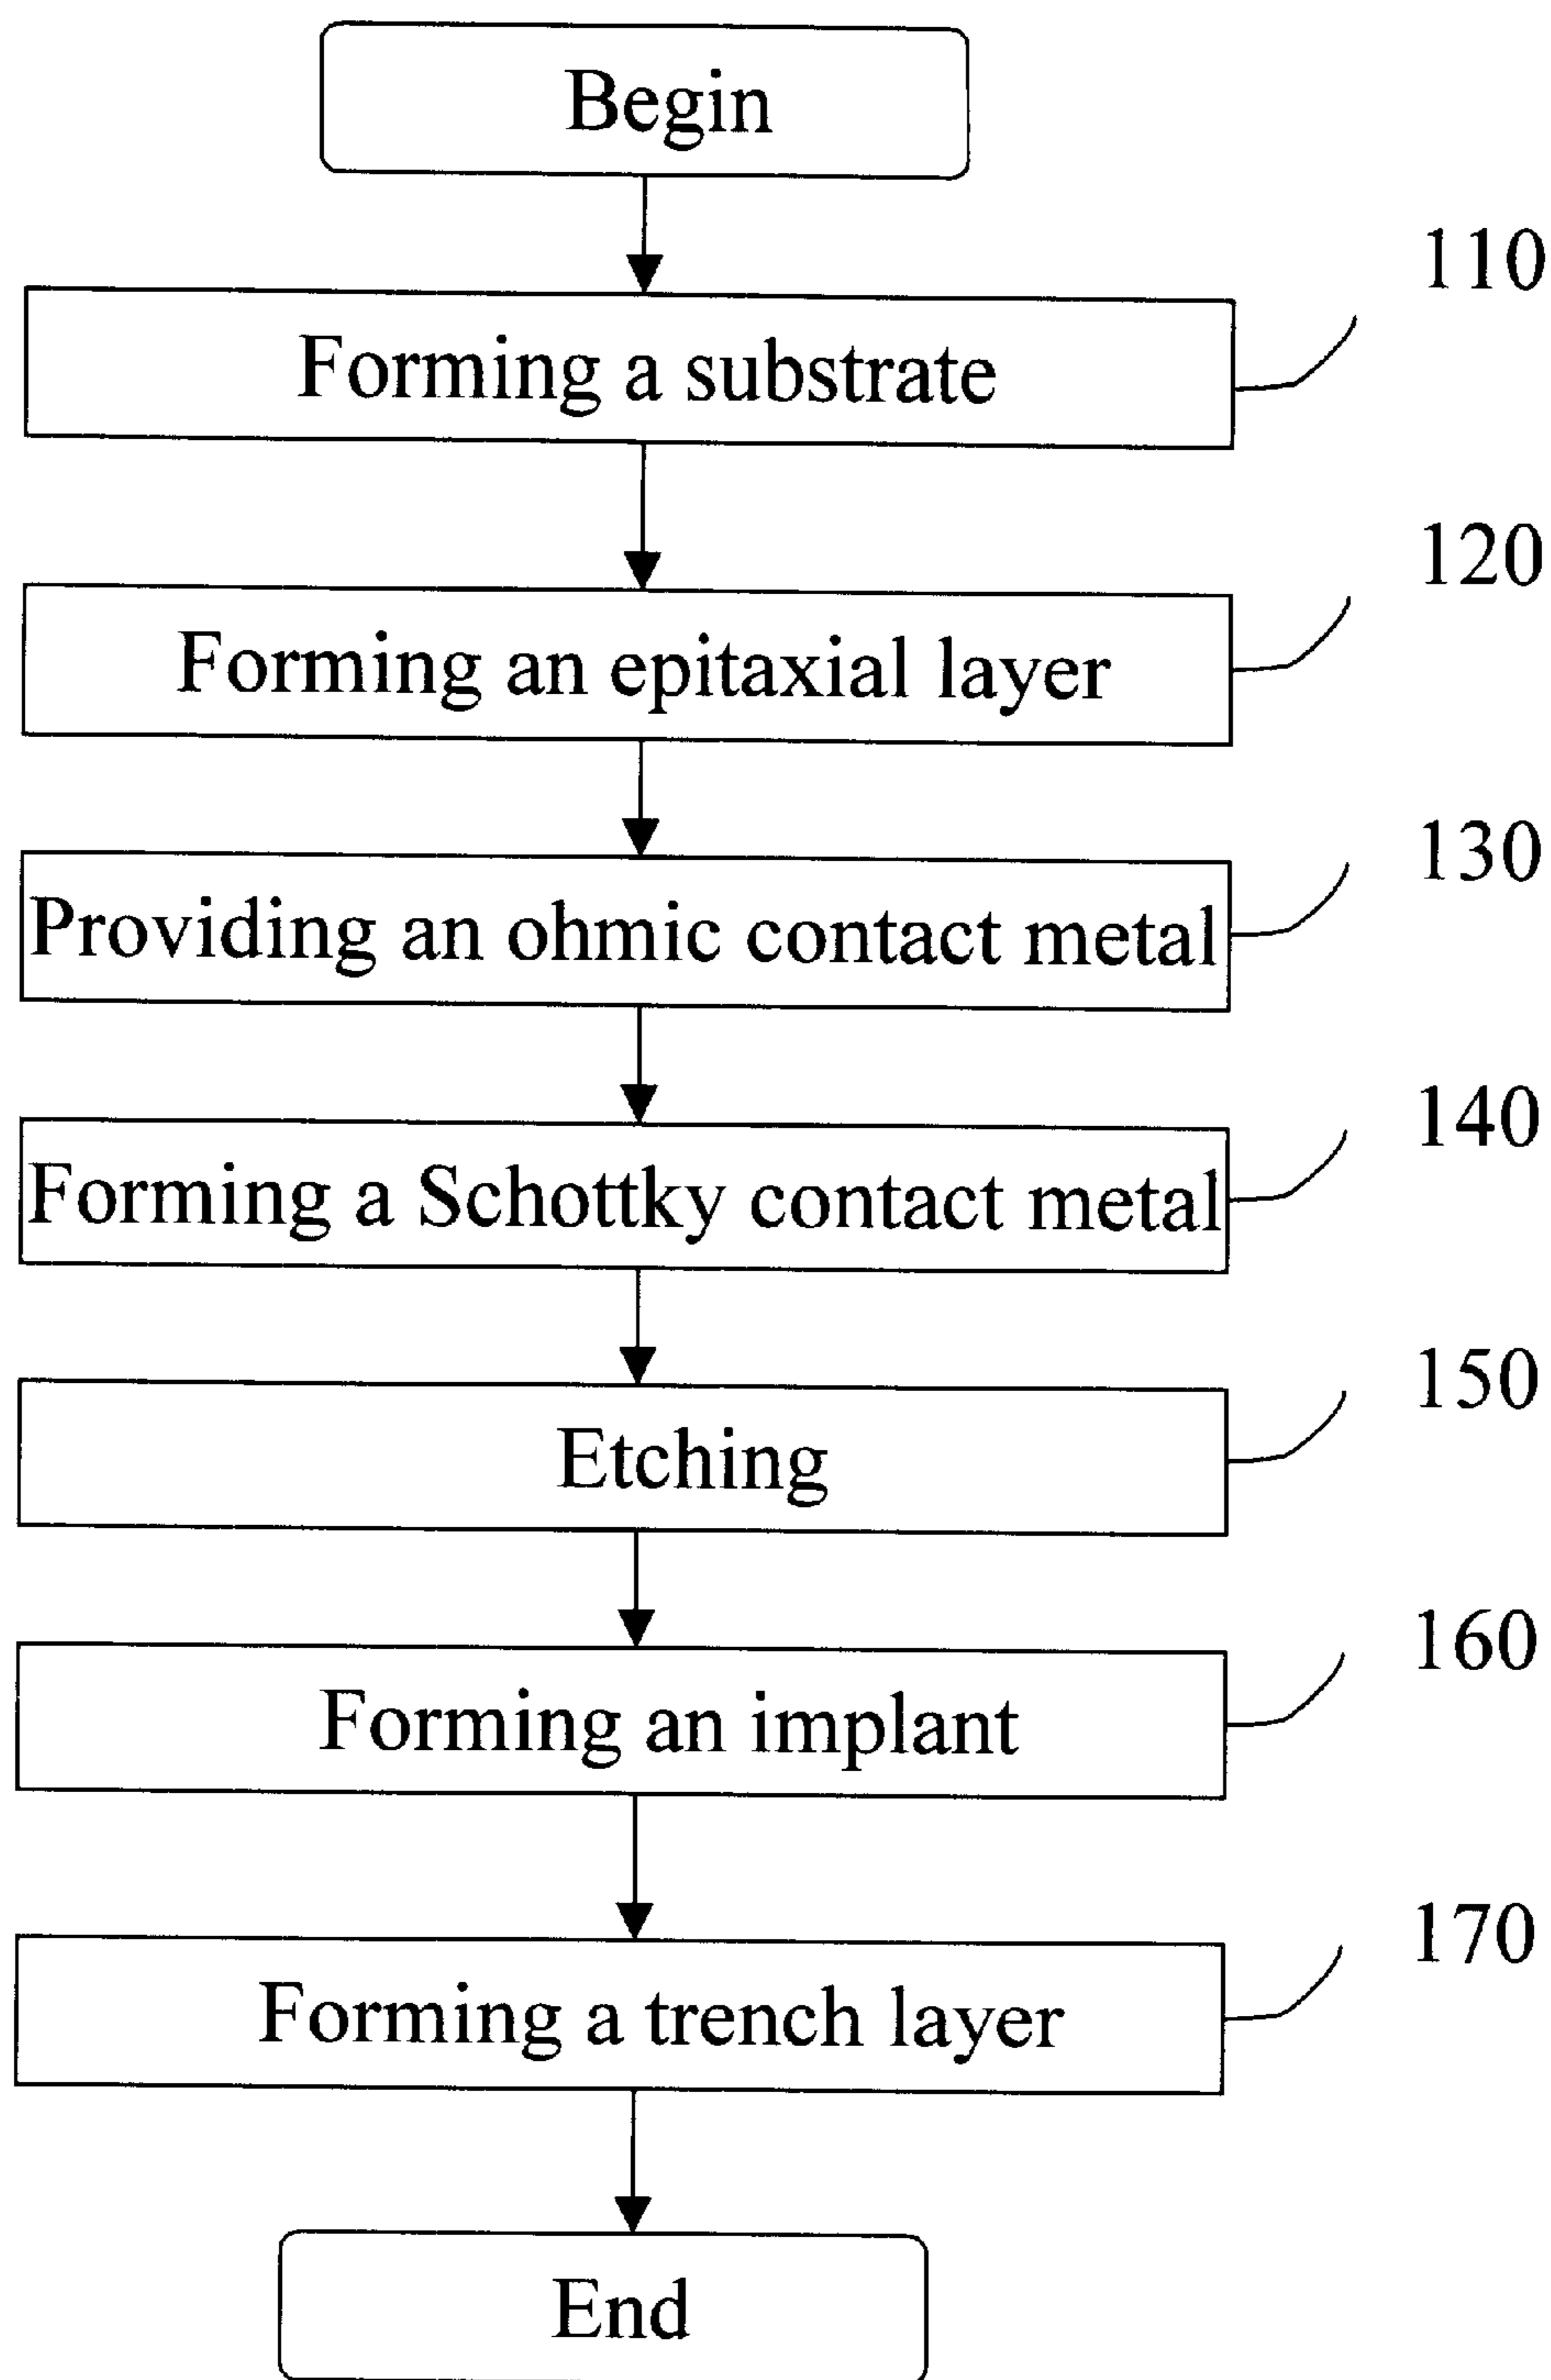 Begin
110
Forming a substrate
120
Forming an epitaxial layer
130
Providing an ohmic contact metal
140
Forming a Schottky contact metal
150
Etching
160
Forming an implant
170
Forming a trench layer
End